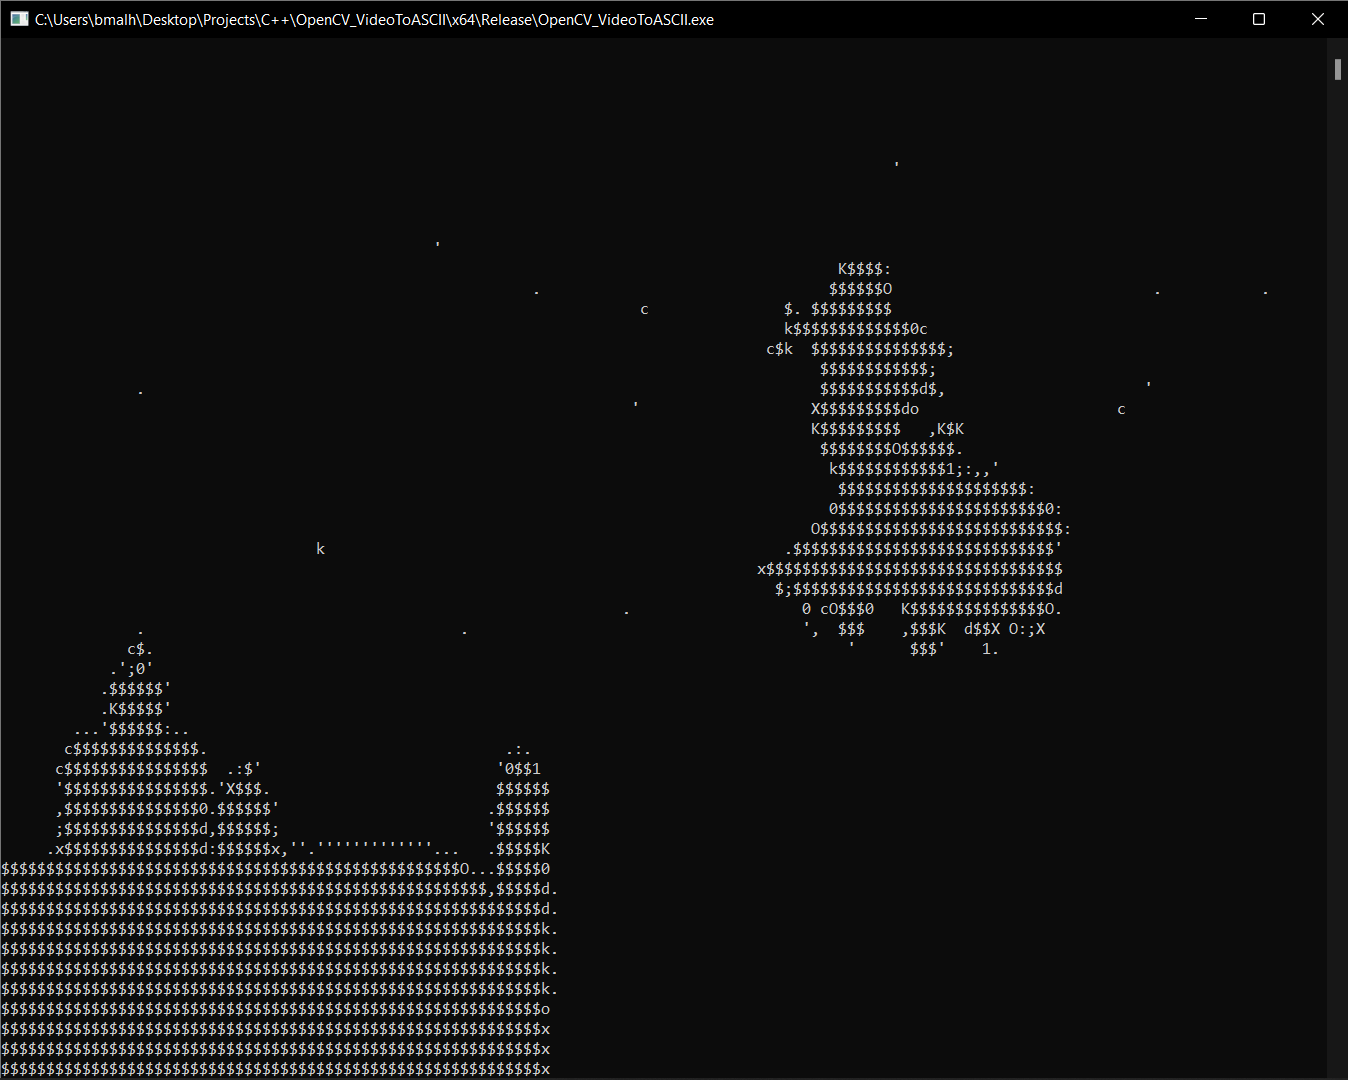 '
'
K$$$$:
. $$$$$$O . .
c $. $$$$$$$$$
k$$$$$$$$$$$$$0c
c$k  $$$$$$$$$$$$$$$;
$$$$$$$$$$$$;
. $$$$$$$$$$$d$, '
' X$$$$$$$$$do c
K$$$$$$$$$   ,K$K
$$$$$$$$O$$$$$$.
k$$$$$$$$$$$$1;:,,'
$$$$$$$$$$$$$$$$$$$$$:
0$$$$$$$$$$$$$$$$$$$$$$$0:
O$$$$$$$$$$$$$$$$$$$$$$$$$$$:
k .$$$$$$$$$$$$$$$$$$$$$$$$$$$$$'
x$$$$$$$$$$$$$$$$$$$$$$$$$$$$$$$$$
$;$$$$$$$$$$$$$$$$$$$$$$$$$$$$$d
. 0 cO$$$0   K$$$$$$$$$$$$$$$O.
. . ',  $$$    ,$$$K  d$$X O:;X
c$. '      $$$'    1.
.';0'
.$$$$$$'
.K$$$$$'
...'$$$$$$:..
c$$$$$$$$$$$$$$. .:.
c$$$$$$$$$$$$$$$$  .:$' '0$$1
'$$$$$$$$$$$$$$$$.'X$$$. $$$$$$
,$$$$$$$$$$$$$$$0.$$$$$$' .$$$$$$
;$$$$$$$$$$$$$$$d,$$$$$$; '$$$$$$
.x$$$$$$$$$$$$$$$d:$$$$$$x,''.'''''''''''''... .$$$$$K
$$$$$$$$$$$$$$$$$$$$$$$$$$$$$$$$$$$$$$$$$$$$$$$$$$$O...$$$$$0
$$$$$$$$$$$$$$$$$$$$$$$$$$$$$$$$$$$$$$$$$$$$$$$$$$$$$$,$$$$$d.
$$$$$$$$$$$$$$$$$$$$$$$$$$$$$$$$$$$$$$$$$$$$$$$$$$$$$$$$$$$$d.
$$$$$$$$$$$$$$$$$$$$$$$$$$$$$$$$$$$$$$$$$$$$$$$$$$$$$$$$$$$$k.
$$$$$$$$$$$$$$$$$$$$$$$$$$$$$$$$$$$$$$$$$$$$$$$$$$$$$$$$$$$$k.
$$$$$$$$$$$$$$$$$$$$$$$$$$$$$$$$$$$$$$$$$$$$$$$$$$$$$$$$$$$$k.
$$$$$$$$$$$$$$$$$$$$$$$$$$$$$$$$$$$$$$$$$$$$$$$$$$$$$$$$$$$$k.
$$$$$$$$$$$$$$$$$$$$$$$$$$$$$$$$$$$$$$$$$$$$$$$$$$$$$$$$$$$$o
$$$$$$$$$$$$$$$$$$$$$$$$$$$$$$$$$$$$$$$$$$$$$$$$$$$$$$$$$$$$x
$$$$$$$$$$$$$$$$$$$$$$$$$$$$$$$$$$$$$$$$$$$$$$$$$$$$$$$$$$$$x
$$$$$$$$$$$$$$$$$$$$$$$$$$$$$$$$$$$$$$$$$$$$$$$$$$$$$$$$$$$$x
C:\Users\bmalh\Desktop\Projects\C++\OpenCV_VideoToASCII\x64\Release\OpenCV_VideoToASCII.exe